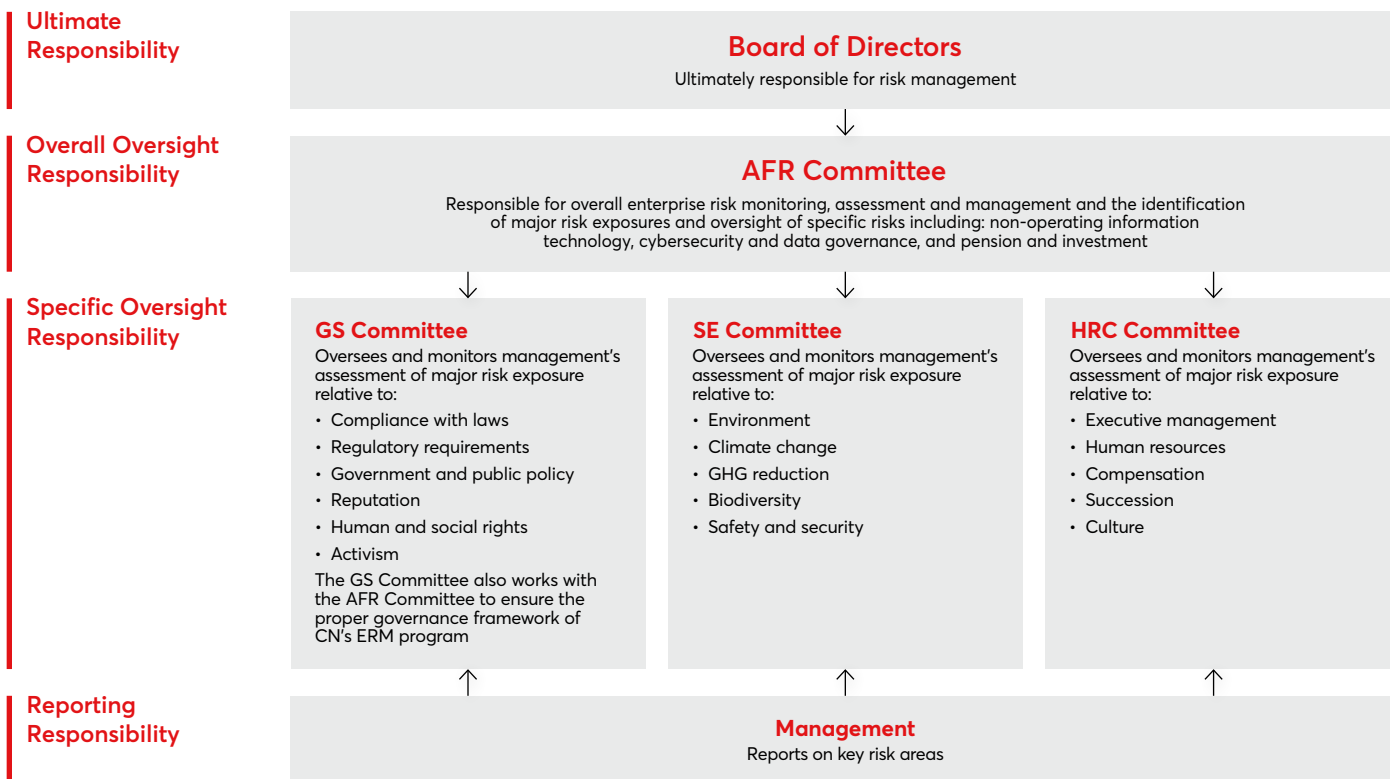 Ultimate
Responsibility
Board of Directors
Ultimately responsible for risk management
Overall Oversight
Responsibility
AFR Committee
Responsible for overall enterprise risk monitoring, assessment and management and the identification
of major risk exposures and oversight of specific risks including: non-operating information
technology, cybersecurity and data governance, and pension and investment
Specific Oversight
Responsibility
GS Committee
Oversees and monitors management's
assessment of major risk exposure
relative to:
• Compliance with laws
• Regulatory requirements
• Government and public policy
• Reputation
• Human and social rights
• Activism
The GS Committee also works with
the AFR Committee to ensure the
proper governance framework of
CN's ERM program
SE Committee
Oversees and monitors management's
assessment of major risk exposure
relative to:
• Environment
• Climate change
• GHG reduction
• Biodiversity
• Safety and security
HRC Committee
Oversees and monitors management's
assessment of major risk exposure
relative to:
• Executive management
• Human resources
• Compensation
• Succession
• Culture
Reporting
Responsibility
Management
Reports on key risk areas